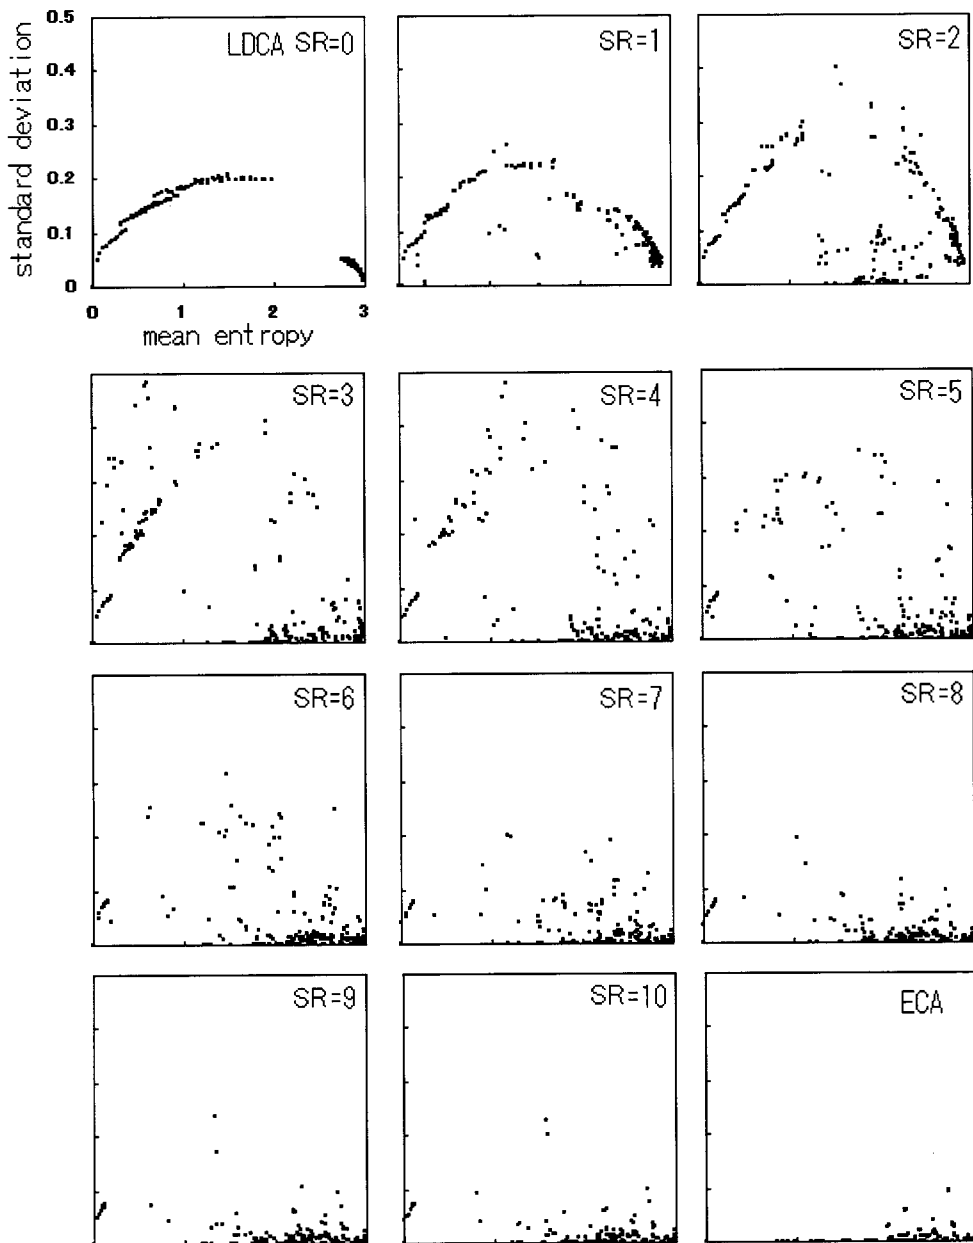 0.5
LDCA SR=0
SR=1
SR=2
0.4
0.3
0.2
0.1
0
standard deviation
0 1 2 3
mean entropy
SR=3
SR=4
SR=5
SR=6
SR=7
SR=8
SR=9
SR=10
ECA